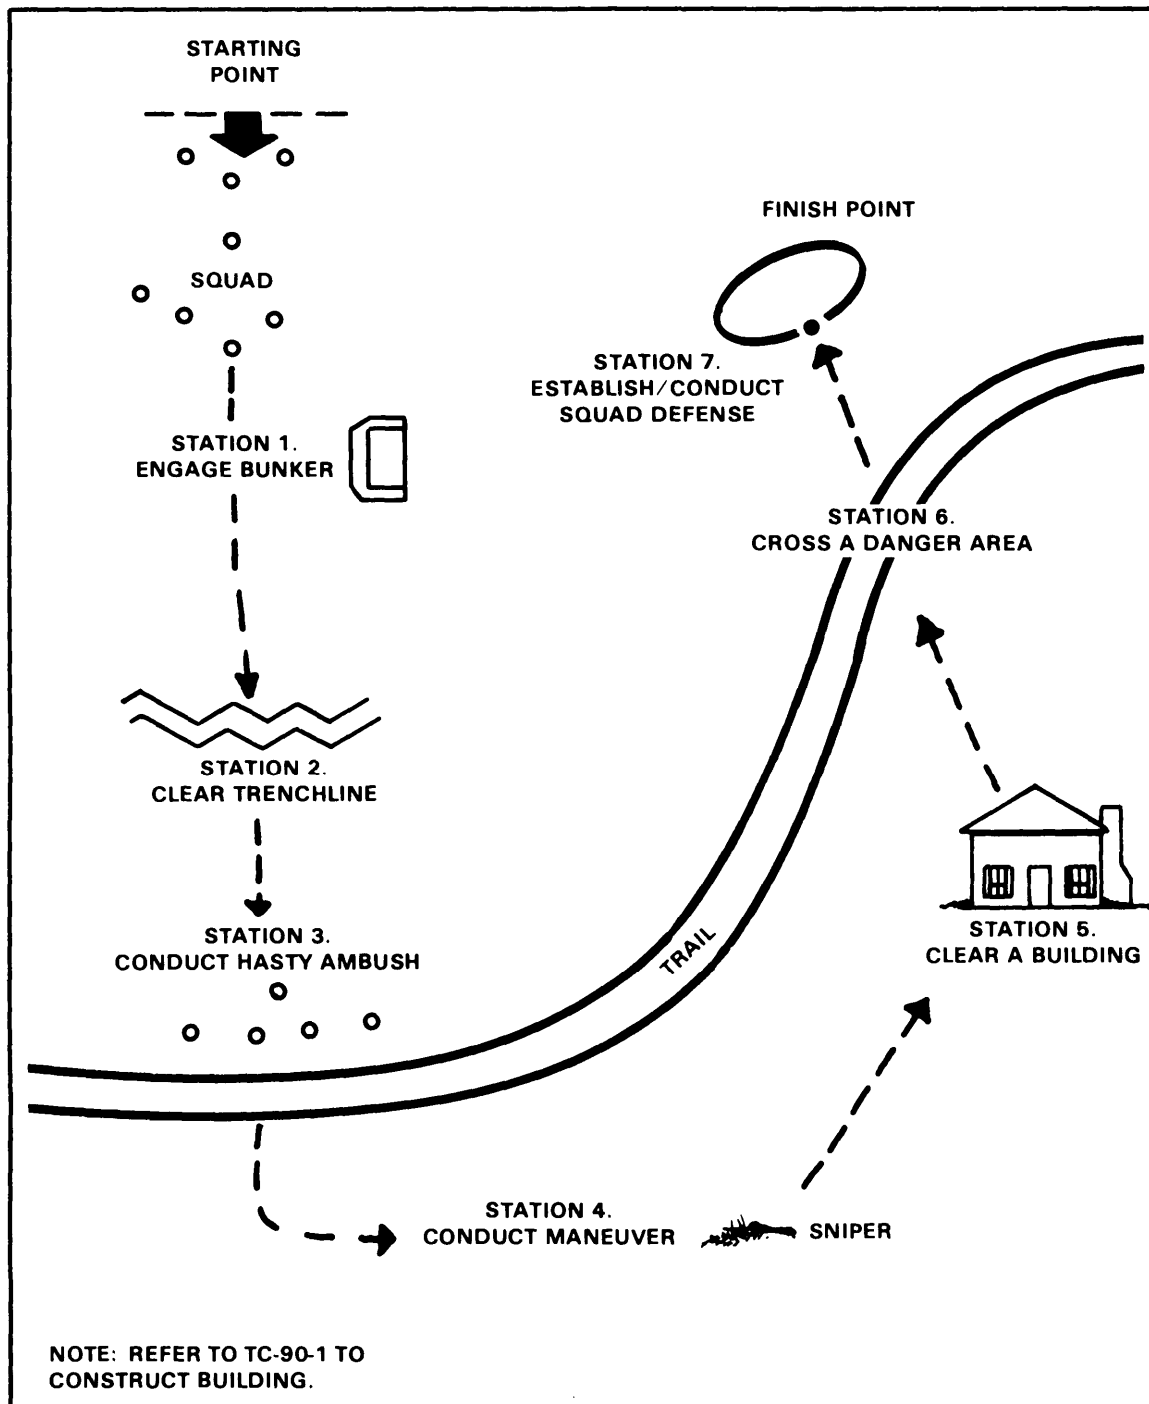 STARTING
POINT
SQUAD
STATION 1.
ENGAGE BUNKER
STATION 2.
CLEAR TRENCHLINE
STATION 3.
CONDUCT HASTY AMBUSH
TRAIL
STATION 4.
CONDUCT MANEUVER
SNIPER
STATION 5.
CLEAR A BUILDING
STATION 6.
CROSS A DANGER AREA
STATION 7.
ESTABLISH/CONDUCT
SQUAD DEFENSE
FINISH POINT
NOTE: REFER TO TC-90-1 TO
CONSTRUCT BUILDING.